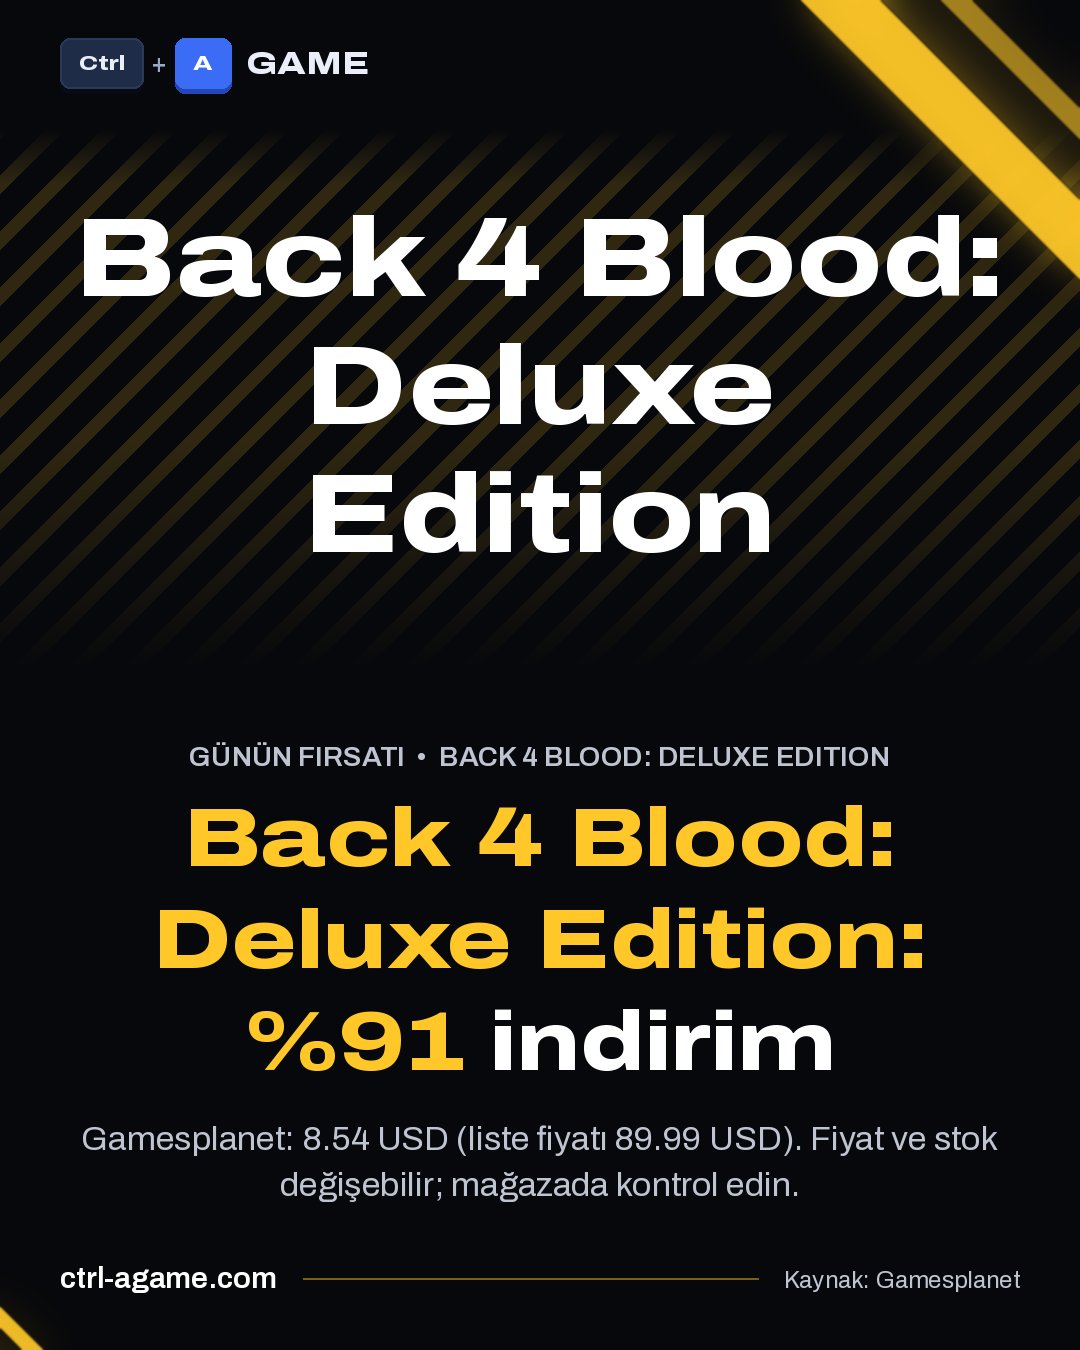 Ctrl + A GAME
Back 4 Blood:
Deluxe
Edition
GÜNÜN FIRSATI • BACK 4 BLOOD: DELUXE EDITION
Back 4 Blood:
Deluxe Edition:
%91 indirim
Gamesplanet: 8.54 USD (liste fiyatı 89.99 USD). Fiyat ve stok
değişebilir; mağazada kontrol edin.
ctrl-agame.com
Kaynak: Gamesplanet